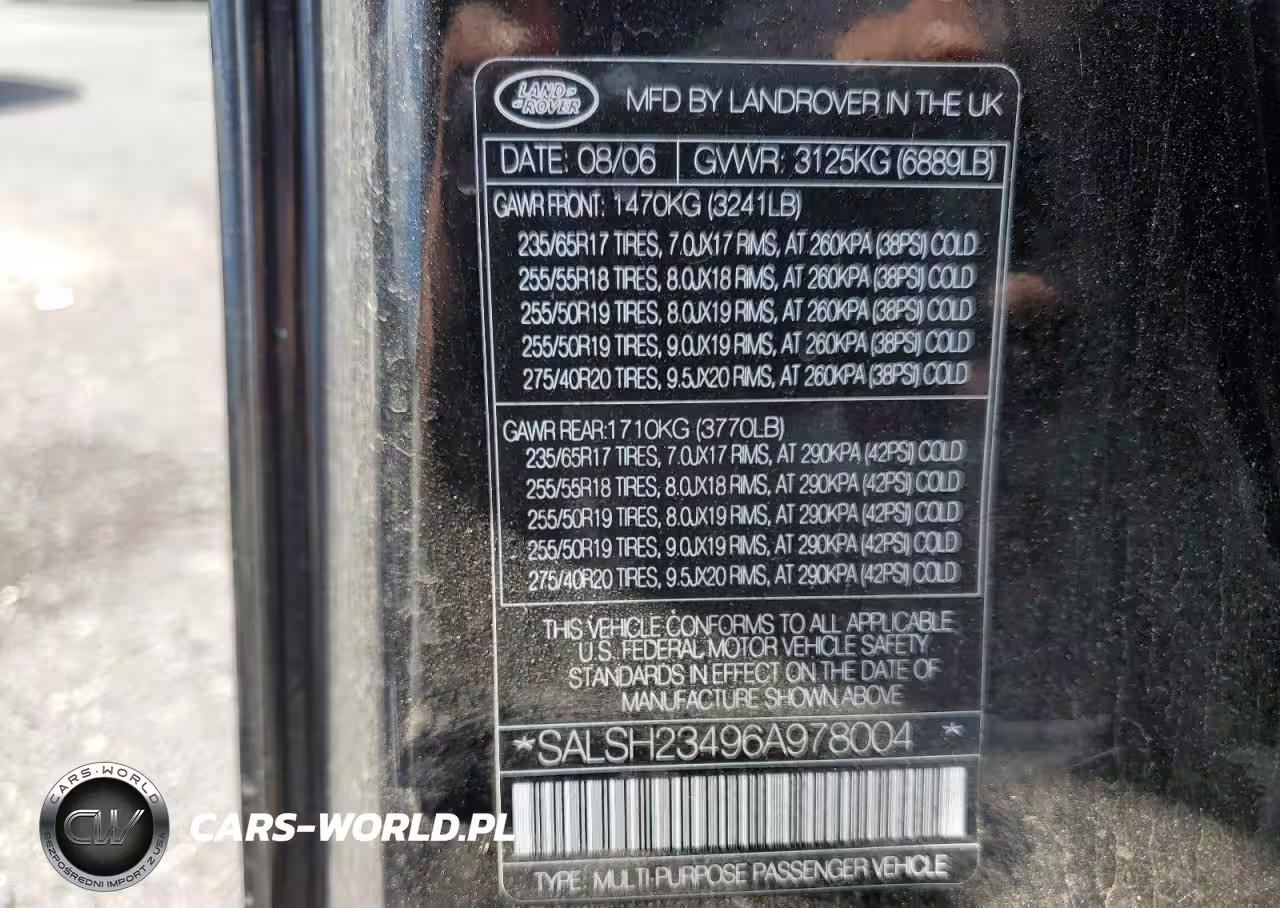 LAND
ROVER
MFD BY LANDROVER IN THE UK
DATE: 08/06 GVWR: 3125KG (6889LB)
GAWR FRONT: 1470KG (3241LB)
235/65R17 TIRES, 7.0JX17 RIMS, AT 260KPA (38PSI) COLD
255/55R18 TIRES, 8.0JX18 RIMS, AT 260KPA (38PSI) COLD
255/50R19 TIRES, 8.0JX19 RIMS, AT 260KPA (38PSI) COLD
255/50R19 TIRES, 9.0JX19 RIMS, AT 260KPA (38PSI) COLD
275/40R20 TIRES, 9.5JX20 RIMS, AT 260KPA (38PSI) COLD
GAWR REAR:1710KG (3770LB)
235/65R17 TIRES, 7.0JX17 RIMS, AT 290KPA (42PSI) COLD
255/55R18 TIRES, 8.0JX18 RIMS, AT 290KPA (42PSI) COLD
255/50R19 TIRES, 8.0JX19 RIMS, AT 290KPA (42PSI) COLD
255/50R19 TIRES, 9.0JX19 RIMS, AT 290KPA (42PSI) COLD
275/40R20 TIRES, 9.5JX20 RIMS, AT 290KPA (42PSI) COLD
THIS VEHICLE CONFORMS TO ALL APPLICABLE
U.S. FEDERAL MOTOR VEHICLE SAFETY
STANDARDS IN EFFECT ON THE DATE OF
MANUFACTURE SHOWN ABOVE
*SALSH23496A978004 *
TYPE: MULTI PURPOSE PASSENGER VEHICLE
CARS-WORLD
CW
BEZPOŚREDNI IMPORT Z USA
CARS-WORLD.PL